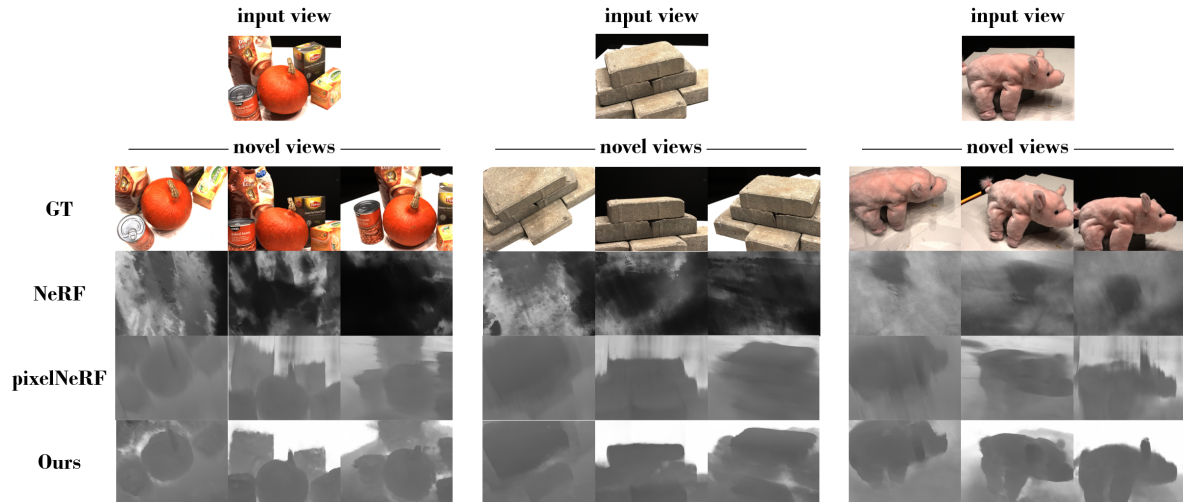 input view input view input view
novel views novel views novel views
GT
NeRF
pixelNeRF
Ours